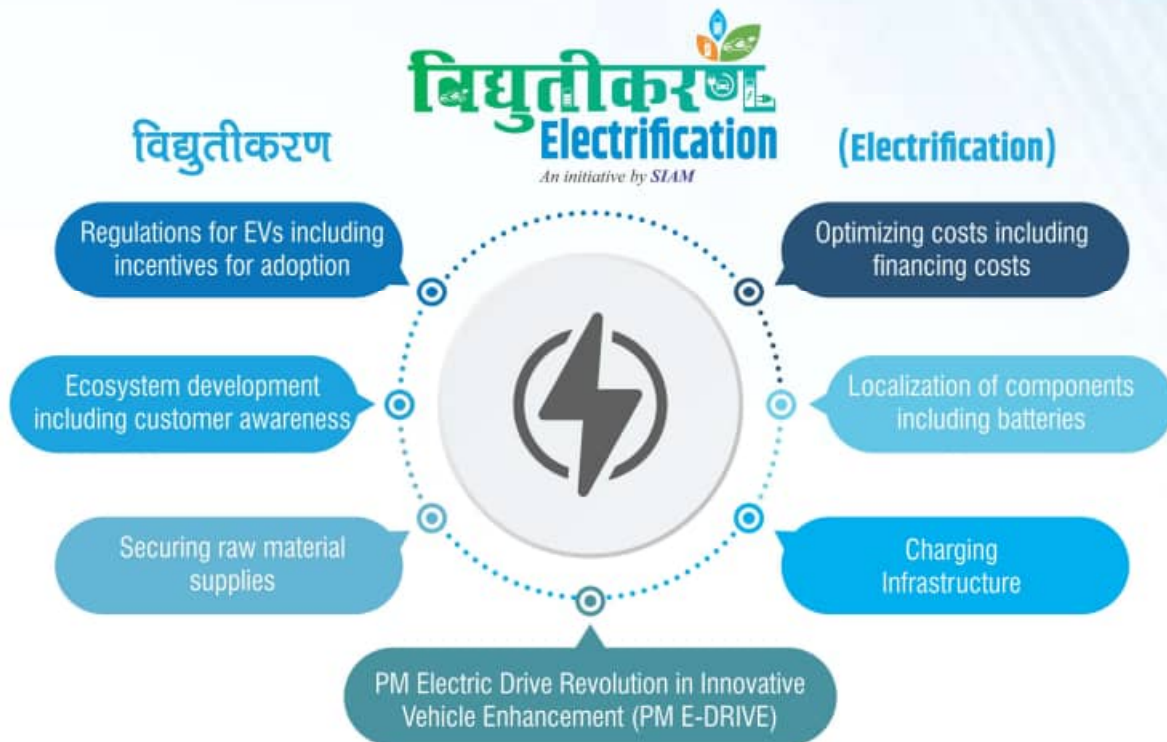 विद्युतीकरण
Electrification
An initiative by SIAM
विद्युतीकरण
(Electrification)
Regulations for EVs including
incentives for adoption
Optimizing costs including
financing costs
Ecosystem development
including customer awareness
Localization of components
including batteries
Securing raw material
supplies
Charging
Infrastructure
PM Electric Drive Revolution in Innovative
Vehicle Enhancement (PM E-DRIVE)